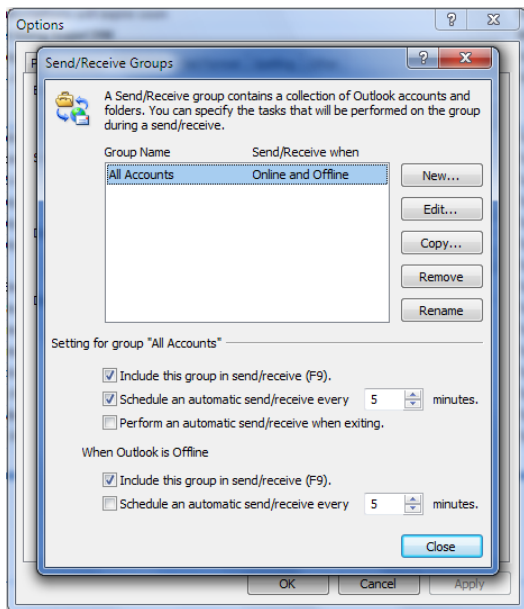 Options
Send/Receive Groups
A Send/Receive group contains a collection of Outlook accounts and
folders. You can specify the tasks that will be performed on the group
during a send/receive.
Group Name Send/Receive when
All Accounts Online and Offline
New...
Edit...
Copy...
Remove
Rename
Setting for group "All Accounts"
Include this group in send/receive (F9).
Schedule an automatic send/receive every 5 minutes.
Perform an automatic send/receive when exiting.
When Outlook is Offline
Include this group in send/receive (F9).
Schedule an automatic send/receive every 5 minutes.
Close
OK Cancel Apply